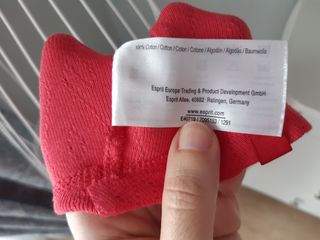 100% Cotton / Coton / Cotton / Cotone / Algodón / Algodão / Baumwolle
Esprit Europe Trading & Product Development GmbH
Esprit Allee, 40882 Ratingen, Germany
www.esprit.com